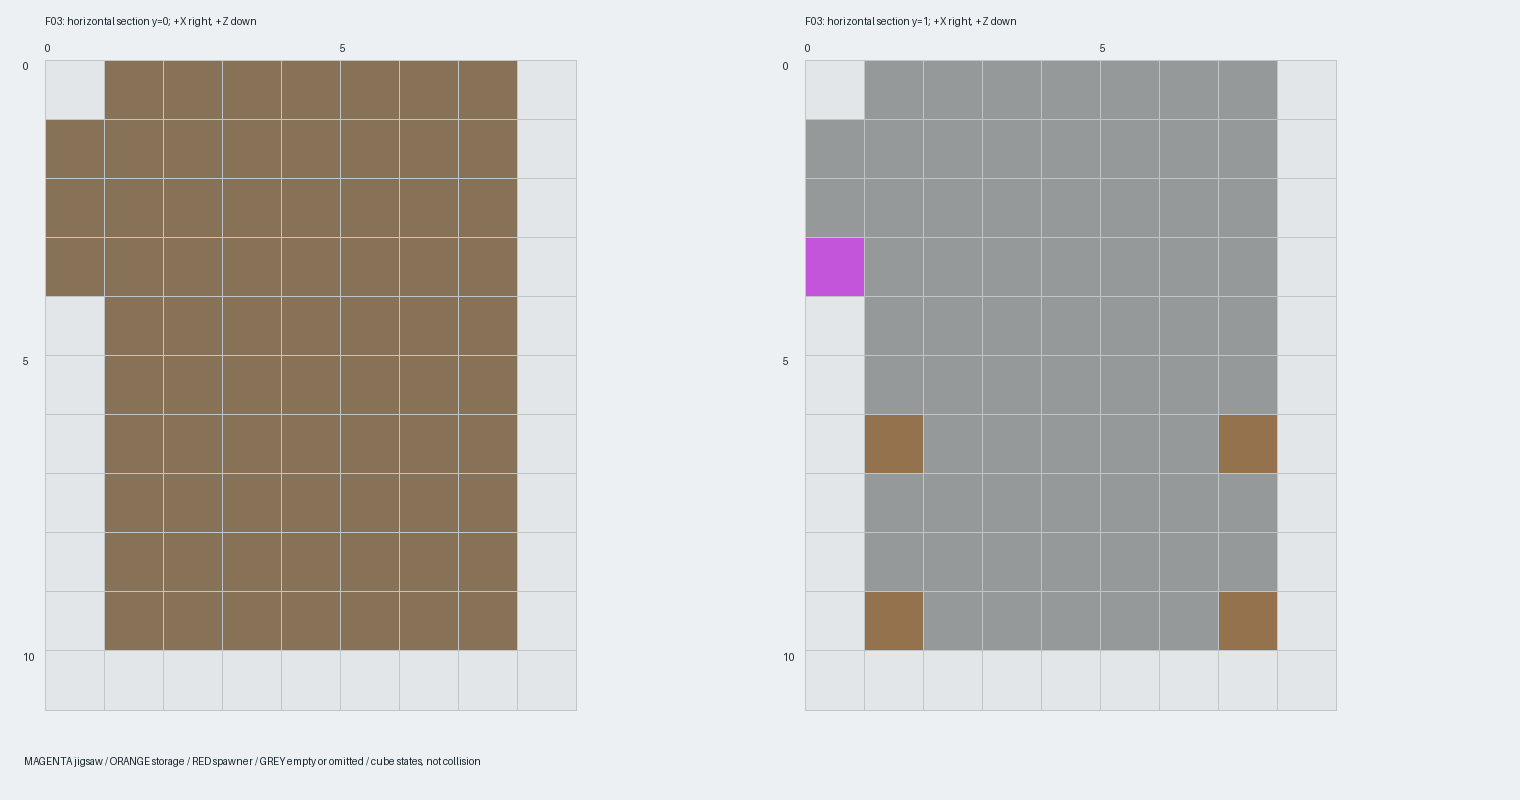 F03: horizontal section y=0; +X right, +Z down
F03: horizontal section y=1; +X right, +Z down
0 5
0 5
0
5
10
0
5
10
MAGENTA jigsaw / ORANGE storage / RED spawner / GREY empty or omitted / cube states, not collision